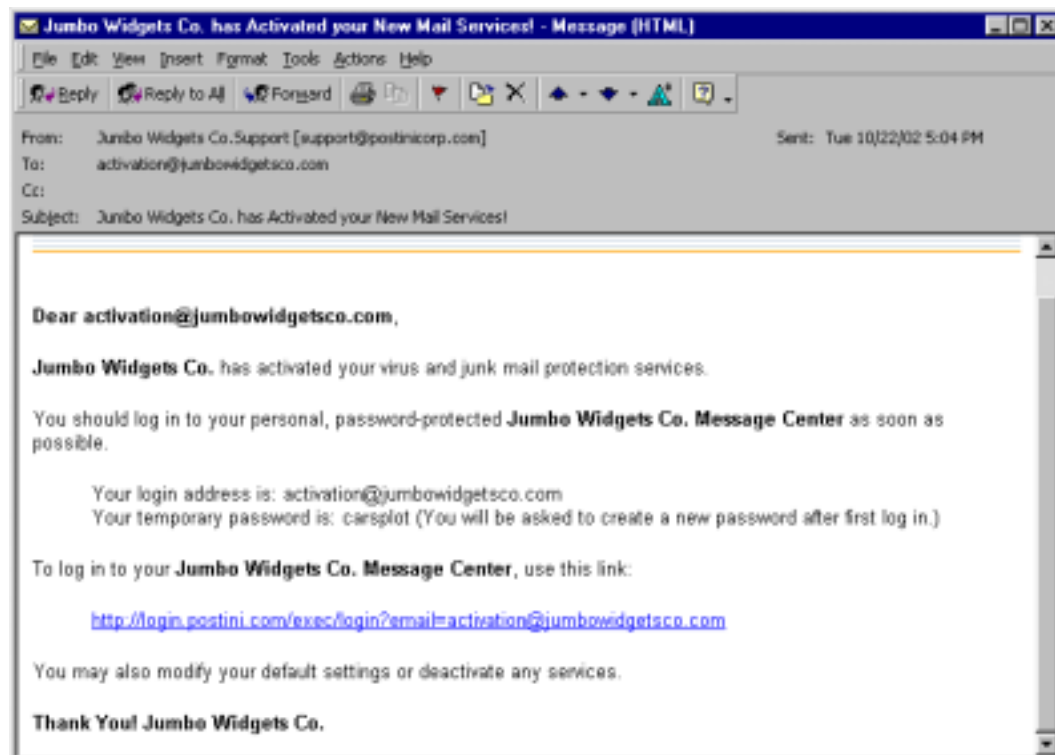 Jumbo Widgets Co. has Activated your New Mail Services! - Message (HTML)
File Edit View Insert Format Tools Actions Help
Reply Reply to All Forward
From: Jumbo Widgets Co.Support [support@postinicorp.com] Sent: Tue 10/22/02 5:04 PM
To: activation@jumbowidgetsco.com
Cc:
Subject: Jumbo Widgets Co. has Activated your New Mail Services!
Dear activation@jumbowidgetsco.com,
Jumbo Widgets Co. has activated your virus and junk mail protection services.
You should log in to your personal, password-protected Jumbo Widgets Co. Message Center as soon as
possible.
Your login address is: activation@jumbowidgetsco.com
Your temporary password is: carsplot (You will be asked to create a new password after first log in.)
To log in to your Jumbo Widgets Co. Message Center, use this link:
http://login.postini.com/exec/login?email=activation@jumbowidgetsco.com
You may also modify your default settings or deactivate any services.
Thank You! Jumbo Widgets Co.